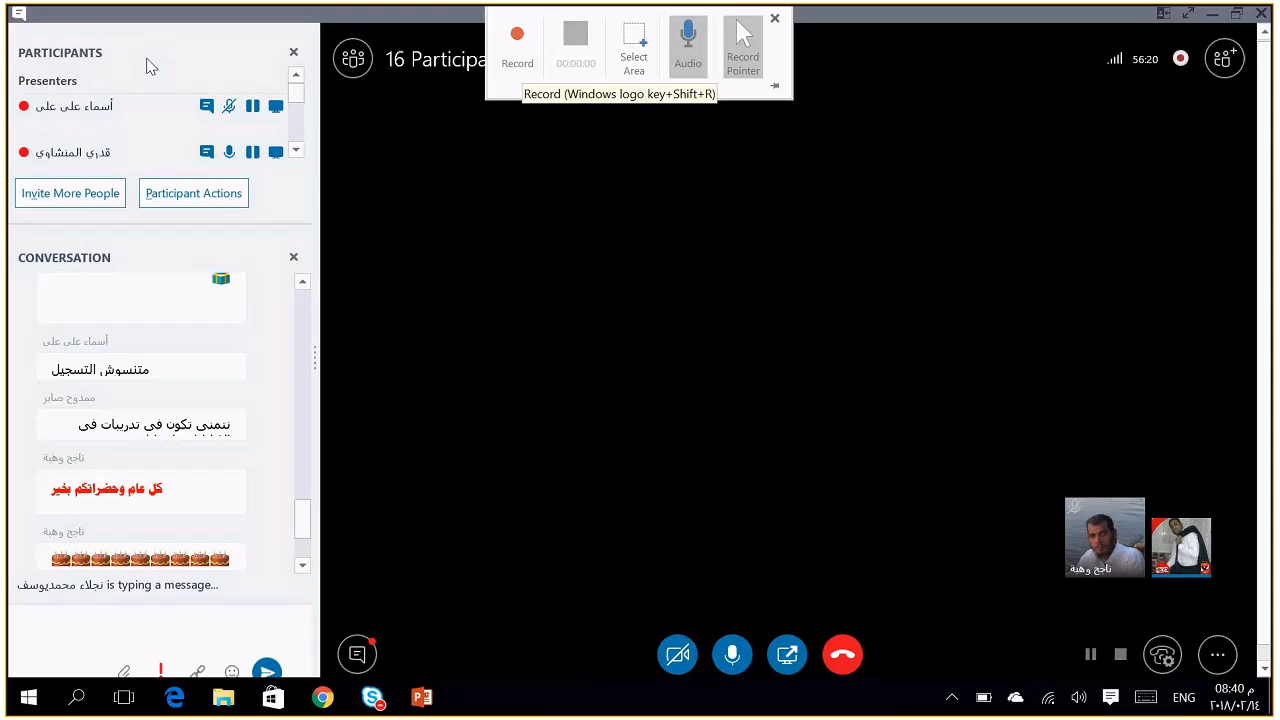 PARTICIPANTS
Presenters
أسماء على على
قدري المنشاوي
Invite More People
Participant Actions
CONVERSATION
أسماء على على
متنسوش التسجيل
ممدوح صابر
نتمنى تكون فى تدريبات فى
ناجح وهبة
كل عام وحضراتكم بخير
ناجح وهبة
نجلاء محمديوسف is typing a message...
16 Participa
Record
00:00:00
Select
Area
Audio
Record
Pointer
Record (Windows logo key+Shift+R)
56:20
ناجح وهبة
ENG
08:40 م
٢٠١٨/٠٢/١٤